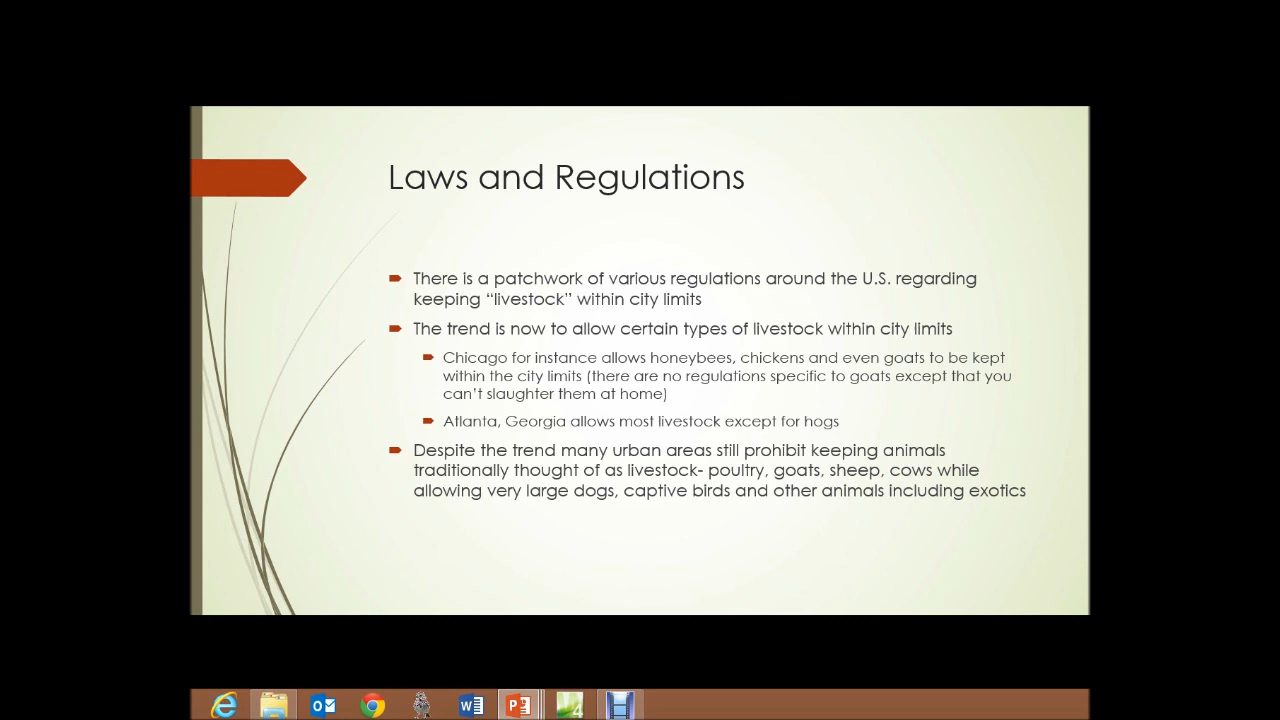 Laws and Regulations
There is a patchwork of various regulations around the U.S. regarding
keeping “livestock” within city limits
The trend is now to allow certain types of livestock within city limits
Chicago for instance allows honeybees, chickens and even goats to be kept
within the city limits (there are no regulations specific to goats except that you
can’t slaughter them at home)
Atlanta, Georgia allows most livestock except for hogs
Despite the trend many urban areas still prohibit keeping animals
traditionally thought of as livestock- poultry, goats, sheep, cows while
allowing very large dogs, captive birds and other animals including exotics